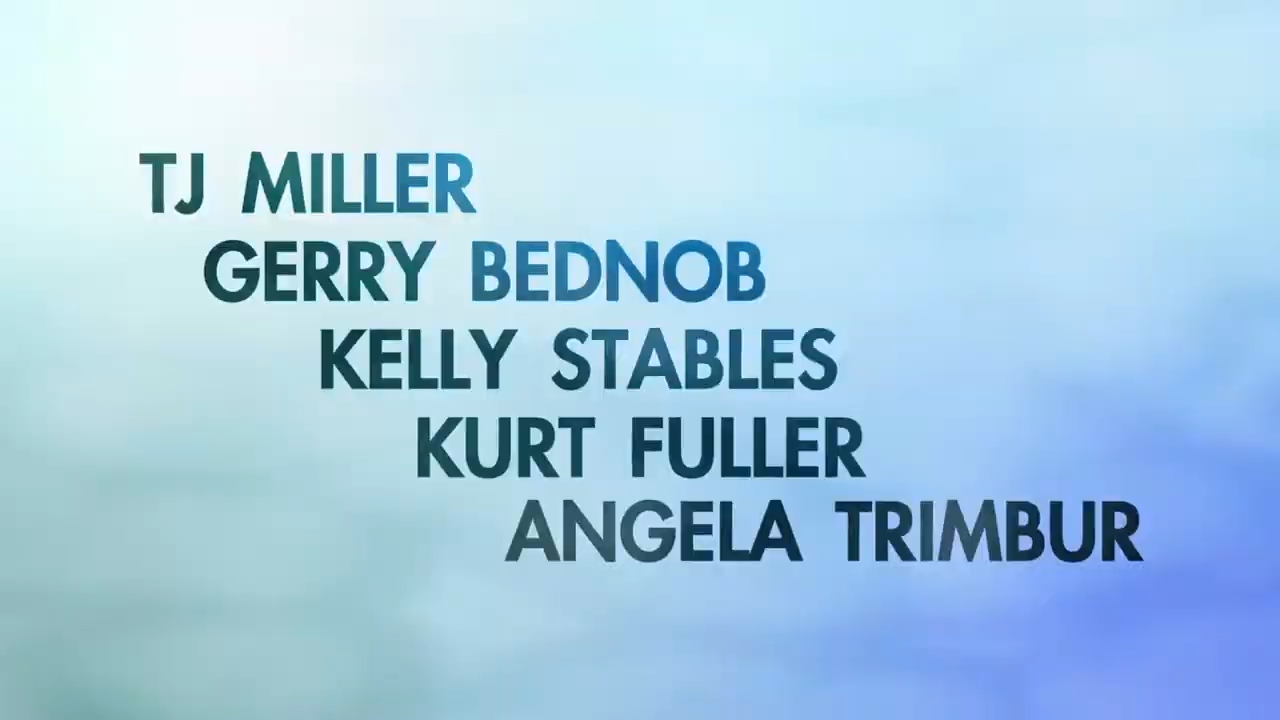 TJ MILLER
GERRY BEDNOB
KELLY STABLES
KURT FULLER
ANGELA TRIMBUR